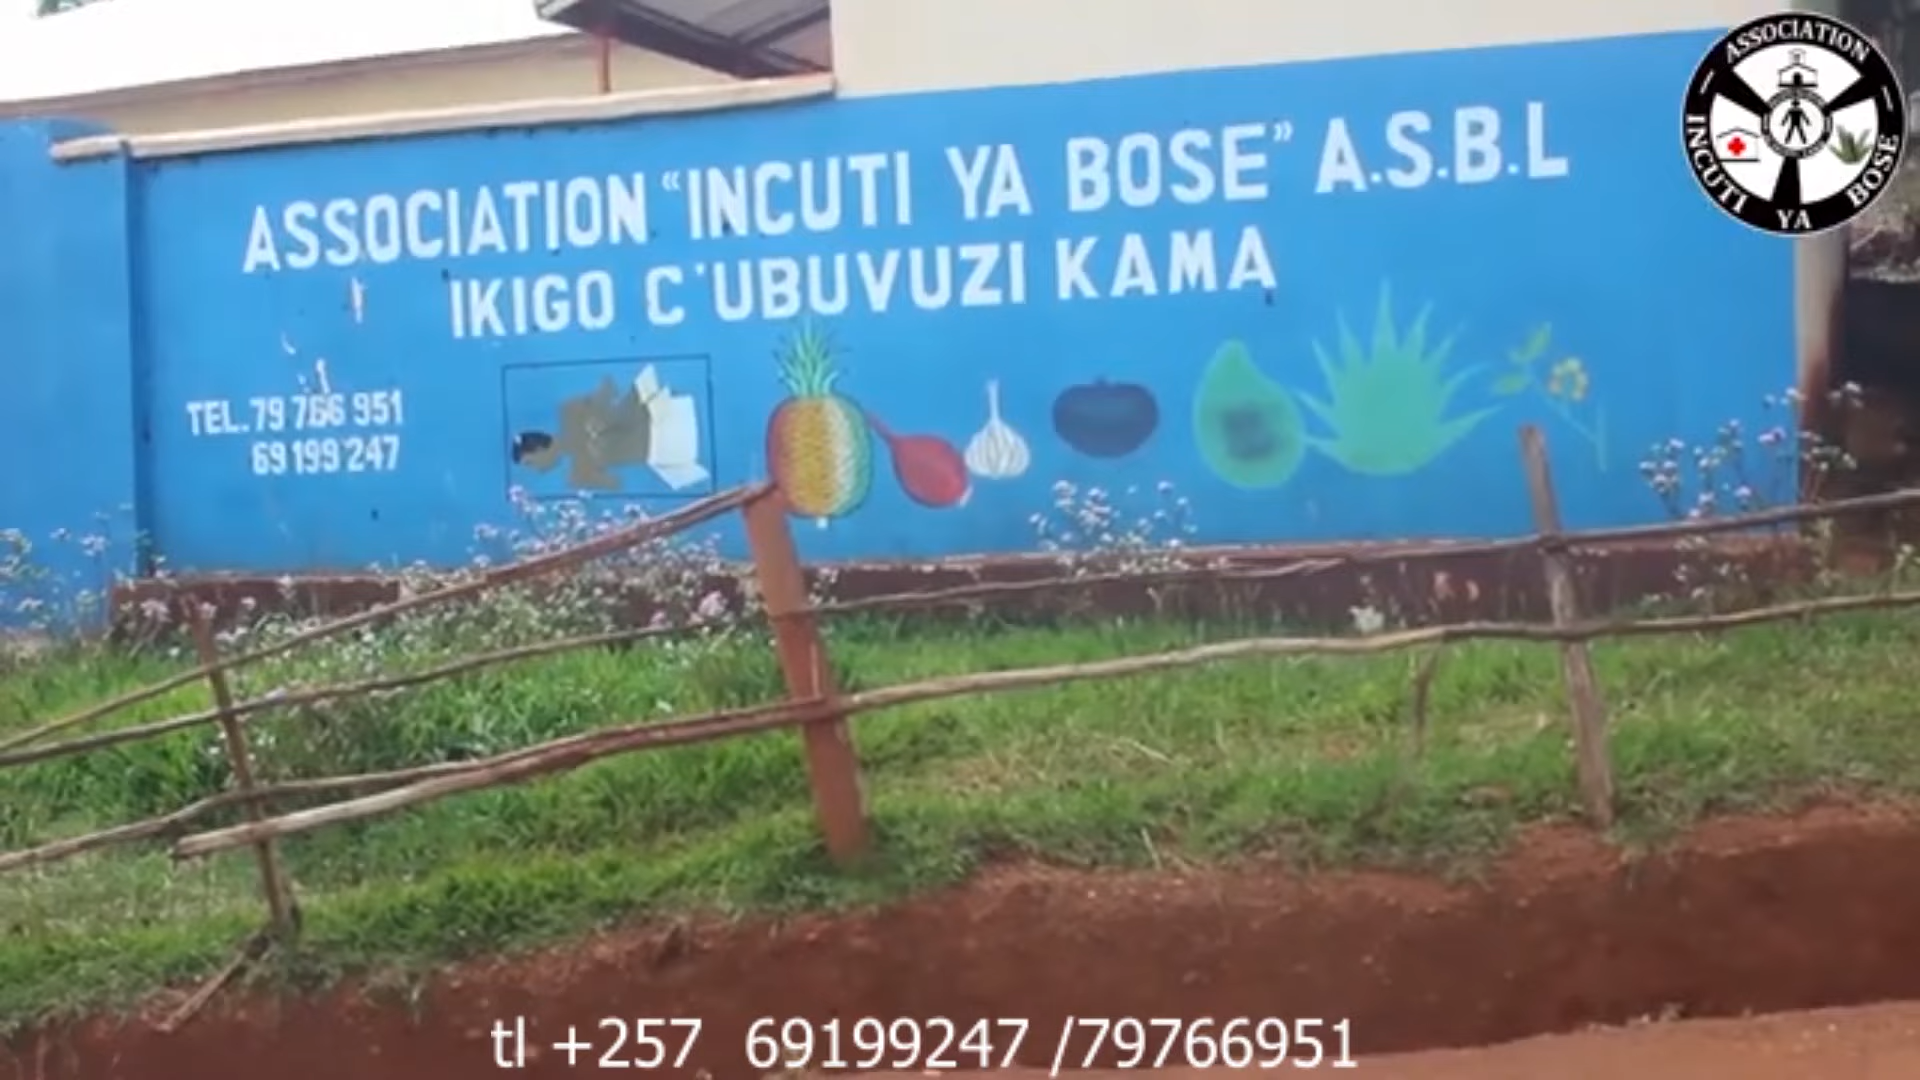 ASSOCIATION "INCUTI YA BOSE" A.S.B.L
IKIGO C'UBUVUZI KAMA
TEL. 79 766 951
69 199 247
ASSOCIATION
INCUTI YA BOSE
tl +257 69199247 /79766951